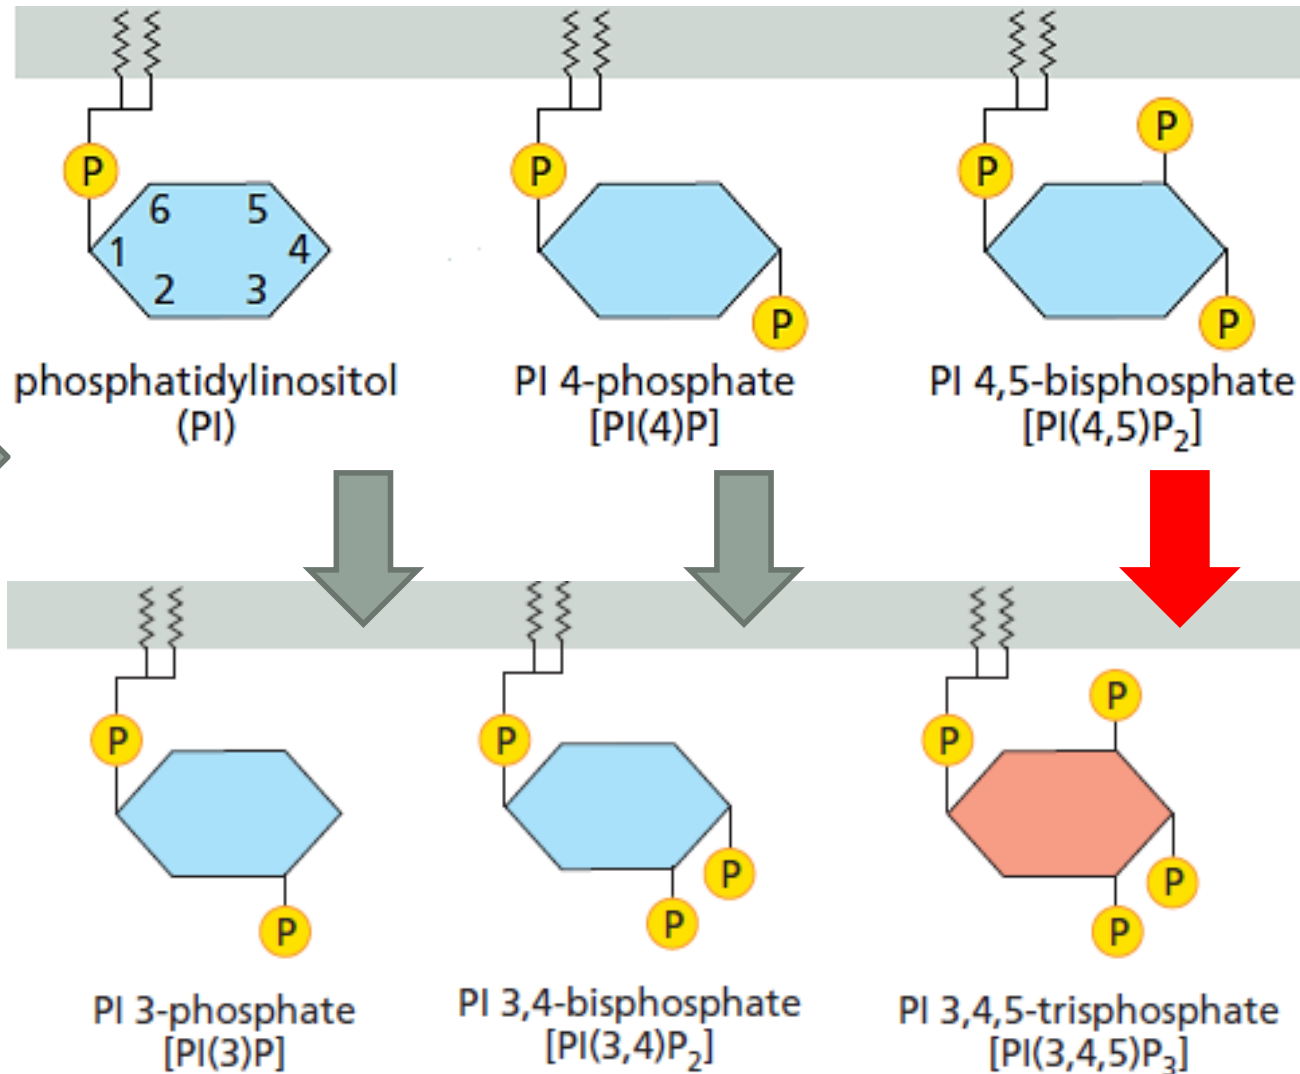 P
P
P
P
6 5
1 4
2 3
P
P
phosphatidylinositol
(PI)
PI 4-phosphate
[PI(4)P]
PI 4,5-bisphosphate
[PI(4,5)P₂]
P
P
P
P
P
P
P
P
P
PI 3-phosphate
[PI(3)P]
PI 3,4-bisphosphate
[PI(3,4)P₂]
PI 3,4,5-trisphosphate
[PI(3,4,5)P₃]